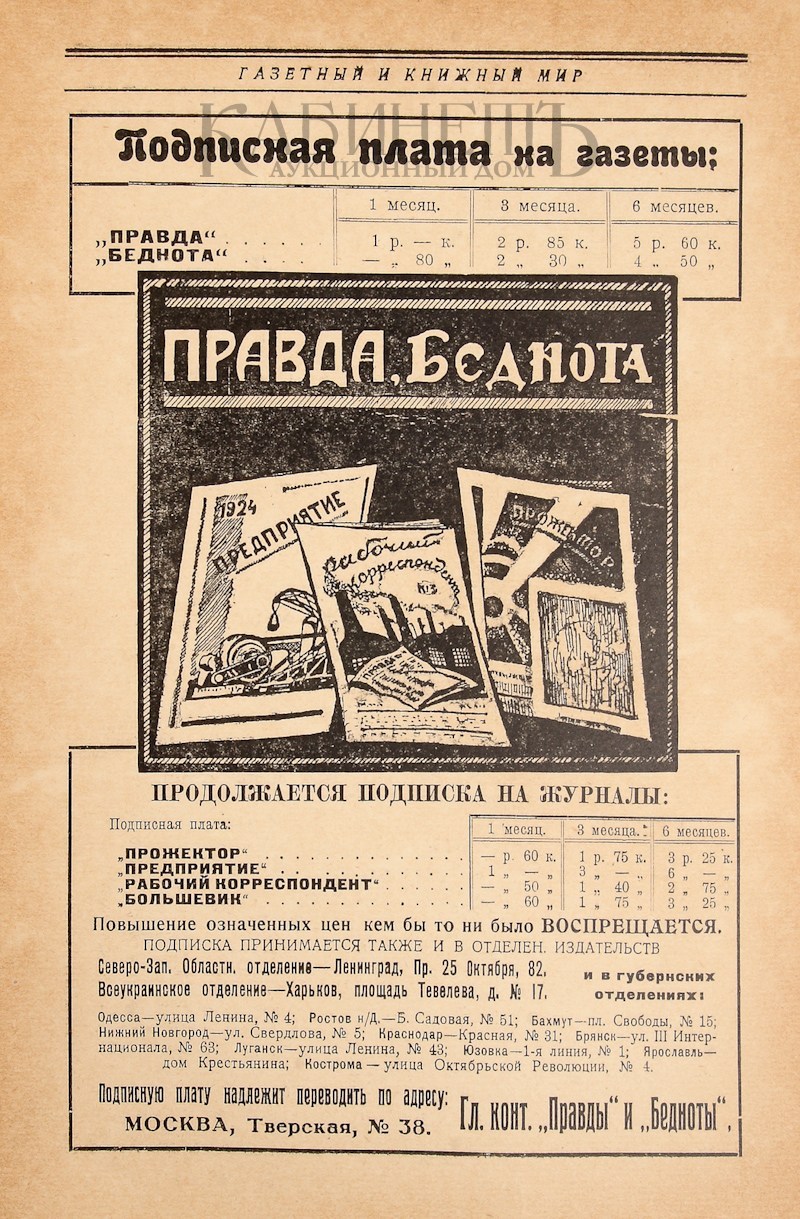 ГАЗЕТНЫЙ И КНИЖНЫЙ МИР
КАБИНЕТЪ
АУКЦИОННЫЙ ДОМ
Подписная плата на газеты:
1 месяц. 3 месяца. 6 месяцев.
„ПРАВДА“ . . . . . . 1 р. — к. 2 р. 85 к. 5 р. 60 к.
„БЕДНОТА“ . . . . . — „ 80 „ 2 „ 30 „ 4 „ 50 „
ПРАВДА, БЕДНОТА
1924
ПРЕДПРИЯТИЕ
Рабочий
корреспондент
№3
ПРАВДА
ПРОЖЕКТОР
ПРОДОЛЖАЕТСЯ ПОДПИСКА НА ЖУРНАЛЫ:
Подписная плата:
1 месяц. 3 месяца. 6 месяцев.
„ПРОЖЕКТОР“ . . . . . . . . . . . . — р. 60 к. 1 р. 75 к. 3 р. 25 к.
„ПРЕДПРИЯТИЕ“ . . . . . . . . . . . 1 „ — „ 3 „ — „ 6 „ — „
„РАБОЧИЙ КОРРЕСПОНДЕНТ“ . . . . . . — „ 50 „ 1 „ 40 „ 2 „ 75 „
„БОЛЬШЕВИК“ . . . . . . . . . . . . — „ 60 „ 1 „ 75 „ 3 „ 25 „
Повышение означенных цен кем бы то ни было ВОСПРЕЩАЕТСЯ.
ПОДПИСКА ПРИНИМАЕТСЯ ТАКЖЕ И В ОТДЕЛЕН. ИЗДАТЕЛЬСТВ
Северо-Зап. Области. отделение—Ленинград, Пр. 25 Октября, 82.
Всеукраинское отделение—Харьков, площадь Тевелева, д. № 17.
и в губернских
отделениях:
Одесса—улица Ленина, № 4; Ростов н/Д.—Б. Садовая, № 51; Бахмут—пл. Свободы, № 15;
Нижний Новгород—ул. Свердлова, № 5; Краснодар—Красная, № 31; Брянск—ул. III Интер-
национала, № 63; Луганск—улица Ленина, № 43; Юзовка—1-я линия, № 1; Ярославль—
дом Крестьянина; Кострома—улица Октябрьской Революции, № 4.
Подписную плату надлежит переводить по адресу:
МОСКВА, Тверская, № 38.
Гл. конт. „Правды“ и „Бедноты“.